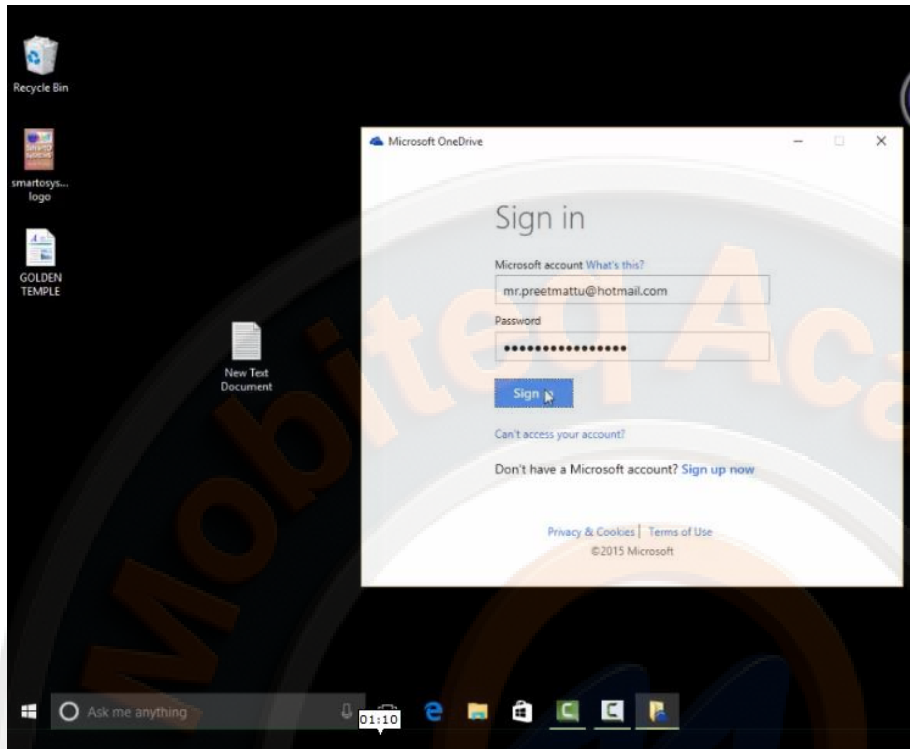 Recycle Bin
smartosys...
logo
GOLDEN
TEMPLE
New Text
Document
Microsoft OneDrive
Sign in
Microsoft account What's this?
mr.preetmattu@hotmail.com
Password
Sign
Can't access your account?
Don't have a Microsoft account? Sign up now
Privacy & Cookies | Terms of Use
©2015 Microsoft
Mobiteq Aca
Ask me anything
01:10